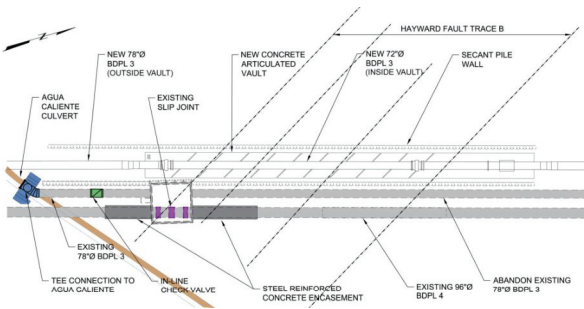 HAYWARD FAULT TRACE B
NEW 78"Ø
BDPL 3
(OUTSIDE VAULT)
NEW CONCRETE
ARTICULATED
VAULT
NEW 72"Ø
BDPL 3
(INSIDE VAULT)
SECANT PILE
WALL
AGUA
CALIENTE
CULVERT
EXISTING
SLIP JOINT
EXISTING
78"Ø BDPL 3
TEE CONNECTION TO
AGUA CALIENTE
IN-LINE
CHECK VALVE
STEEL REINFORCED
CONCRETE ENCASEMENT
EXISTING 96"Ø
BDPL 4
ABANDON EXISTING
78"Ø BDPL 3